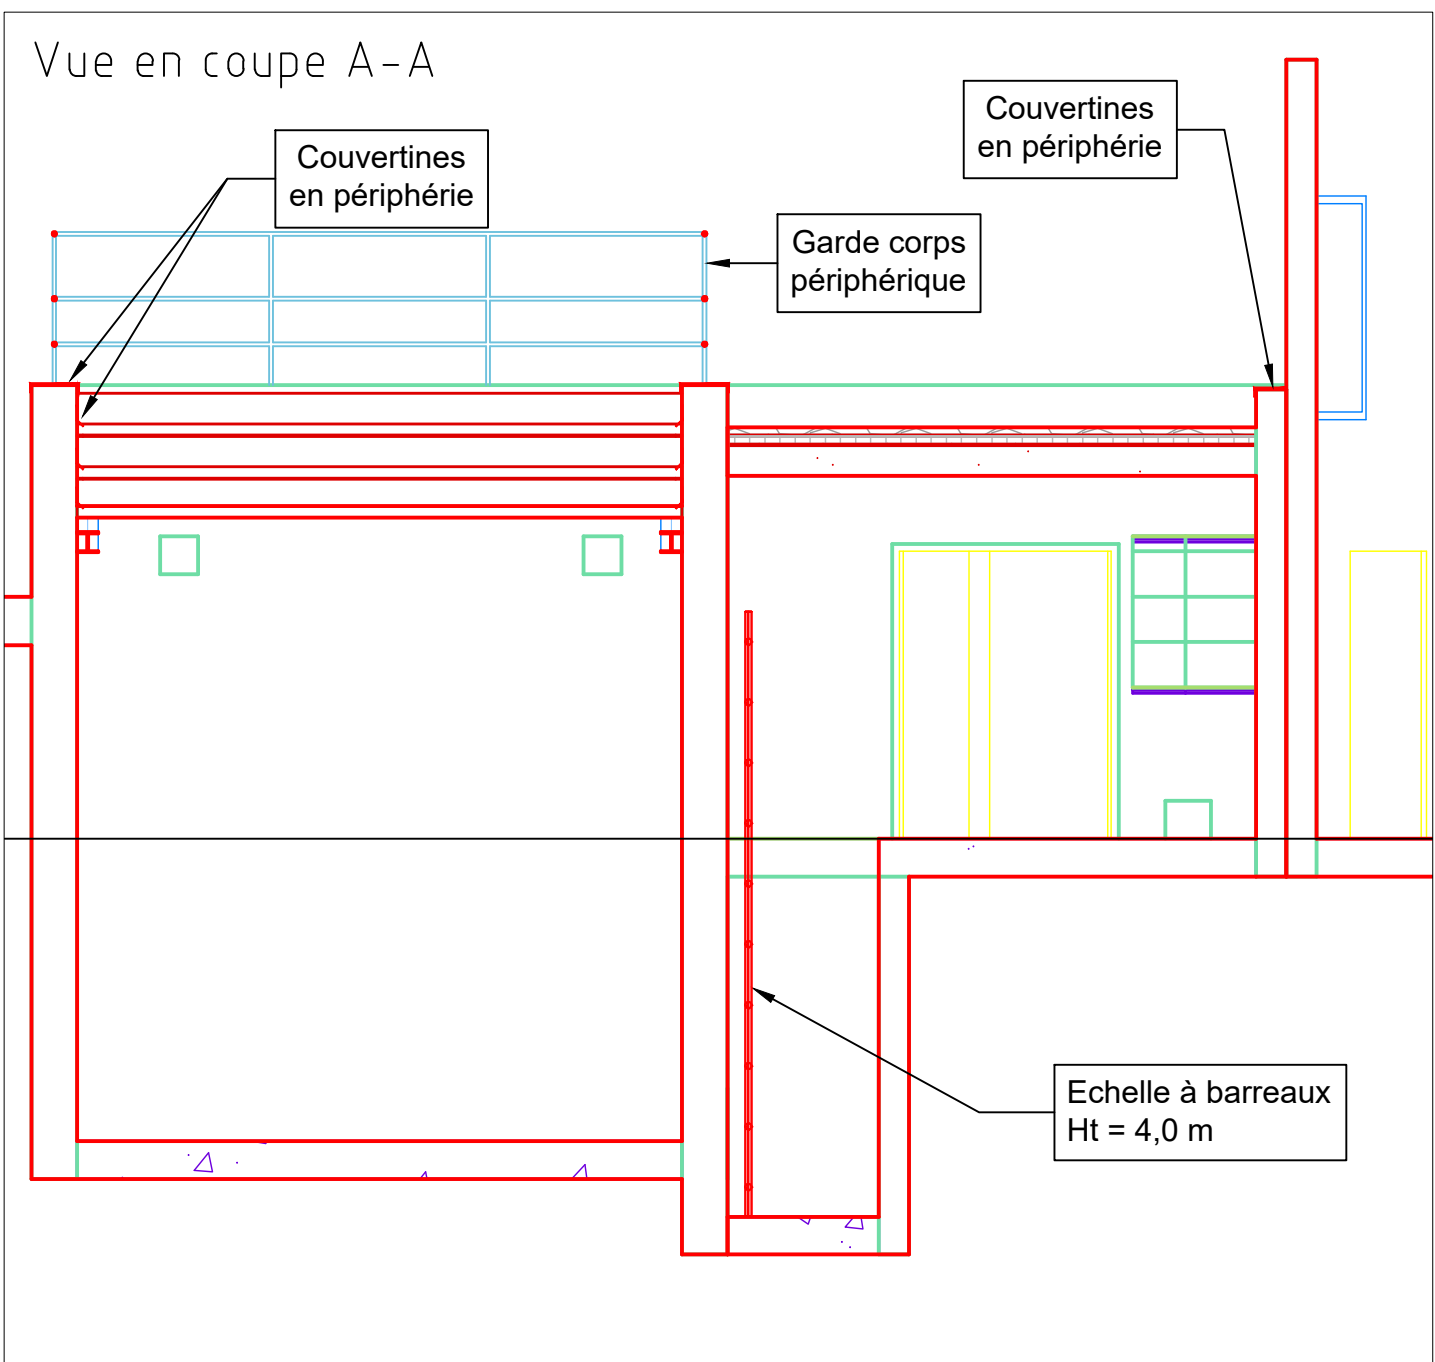 Vue en coupe A-A
Couvertines
en périphérie
Couvertines
en périphérie
Garde corps
périphérique
Echelle à barreaux
Ht = 4,0 m